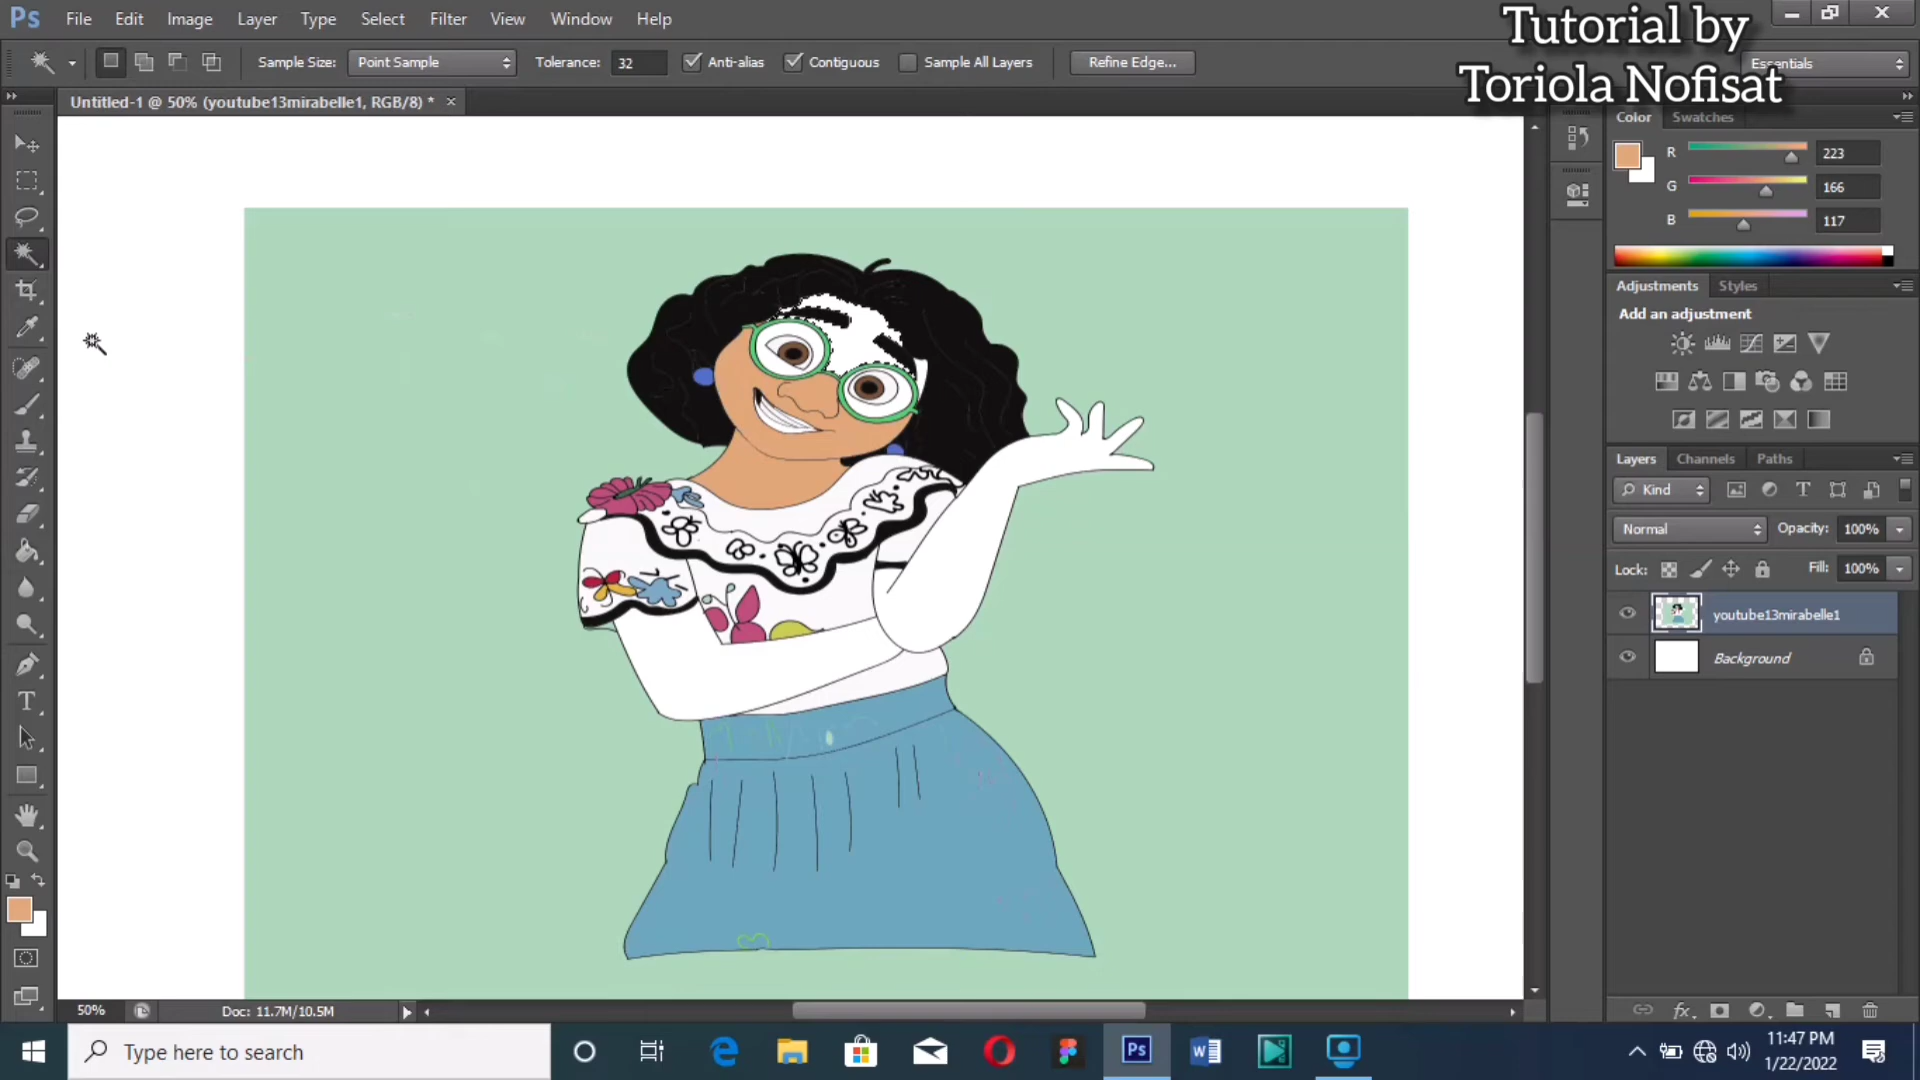 Ps File Edit Image Layer Type Select Filter View Window Help
Tutorial by
Toriola Nofisat
Sample Size: Point Sample Tolerance: 32 Anti-alias Contiguous Sample All Layers Refine Edge... Essentials
Untitled-1 @ 50% (youtube13mirabelle1, RGB/8) * ×
Color Swatches
R 223
G 166
B 117
Adjustments Styles
Add an adjustment
Layers Channels Paths
Kind
Normal Opacity: 100%
Lock: Fill: 100%
youtube13mirabelle1
Background
50% Doc: 11.7M/10.5M
Type here to search
Ps
11:47 PM
1/22/2022